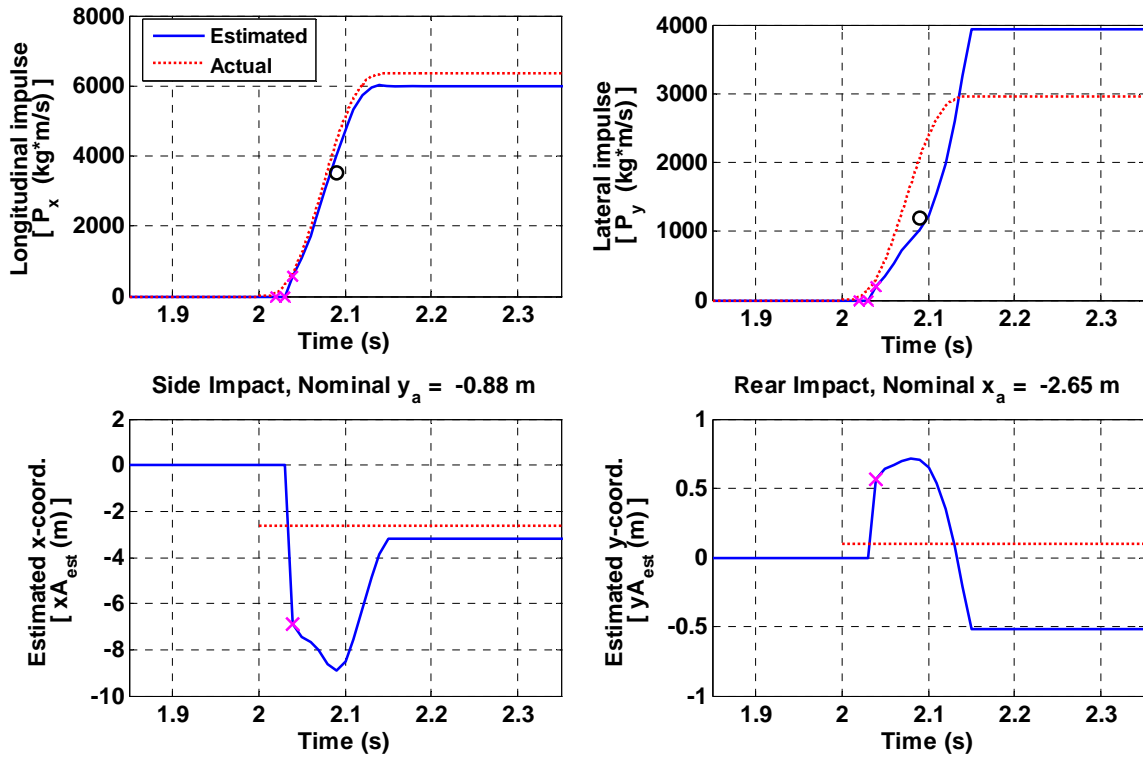 8000
6000
4000
2000
0
Longitudinal impulse
[ P_x (kg*m/s) ]
Estimated
Actual
1.9 2 2.1 2.2 2.3
Time (s)
4000
3000
2000
1000
0
Lateral impulse
[ P_y (kg*m/s) ]
1.9 2 2.1 2.2 2.3
Time (s)
Side Impact, Nominal y_a = -0.88 m
2
0
-2
-4
-6
-8
-10
Estimated x-coord.
[ xA_est (m) ]
1.9 2 2.1 2.2 2.3
Time (s)
Rear Impact, Nominal x_a = -2.65 m
1
0.5
0
-0.5
-1
Estimated y-coord.
[ yA_est (m) ]
1.9 2 2.1 2.2 2.3
Time (s)